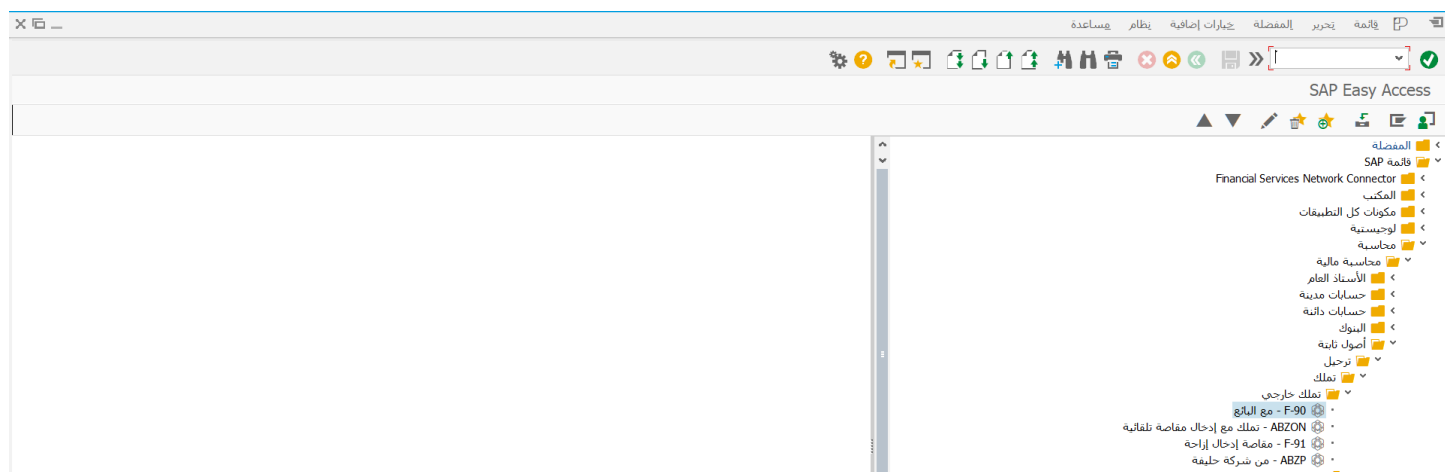 قائمة تحرير المفضلة خيارات إضافية نظام مساعدة
SAP Easy Access
المفضلة
قائمة SAP
Financial Services Network Connector
المكتب
مكونات كل التطبيقات
لوجيستية
محاسبة
محاسبة مالية
الأستاذ العام
حسابات مدينة
حسابات دائنة
البنوك
أصول ثابتة
ترحيل
تملك
تملك خارجي
F-90 - مع البائع
ABZON - تملك مع إدخال مقاصة تلقائية
F-91 - مقاصة إدخال إزاحة
ABZP - من شركة حليفة